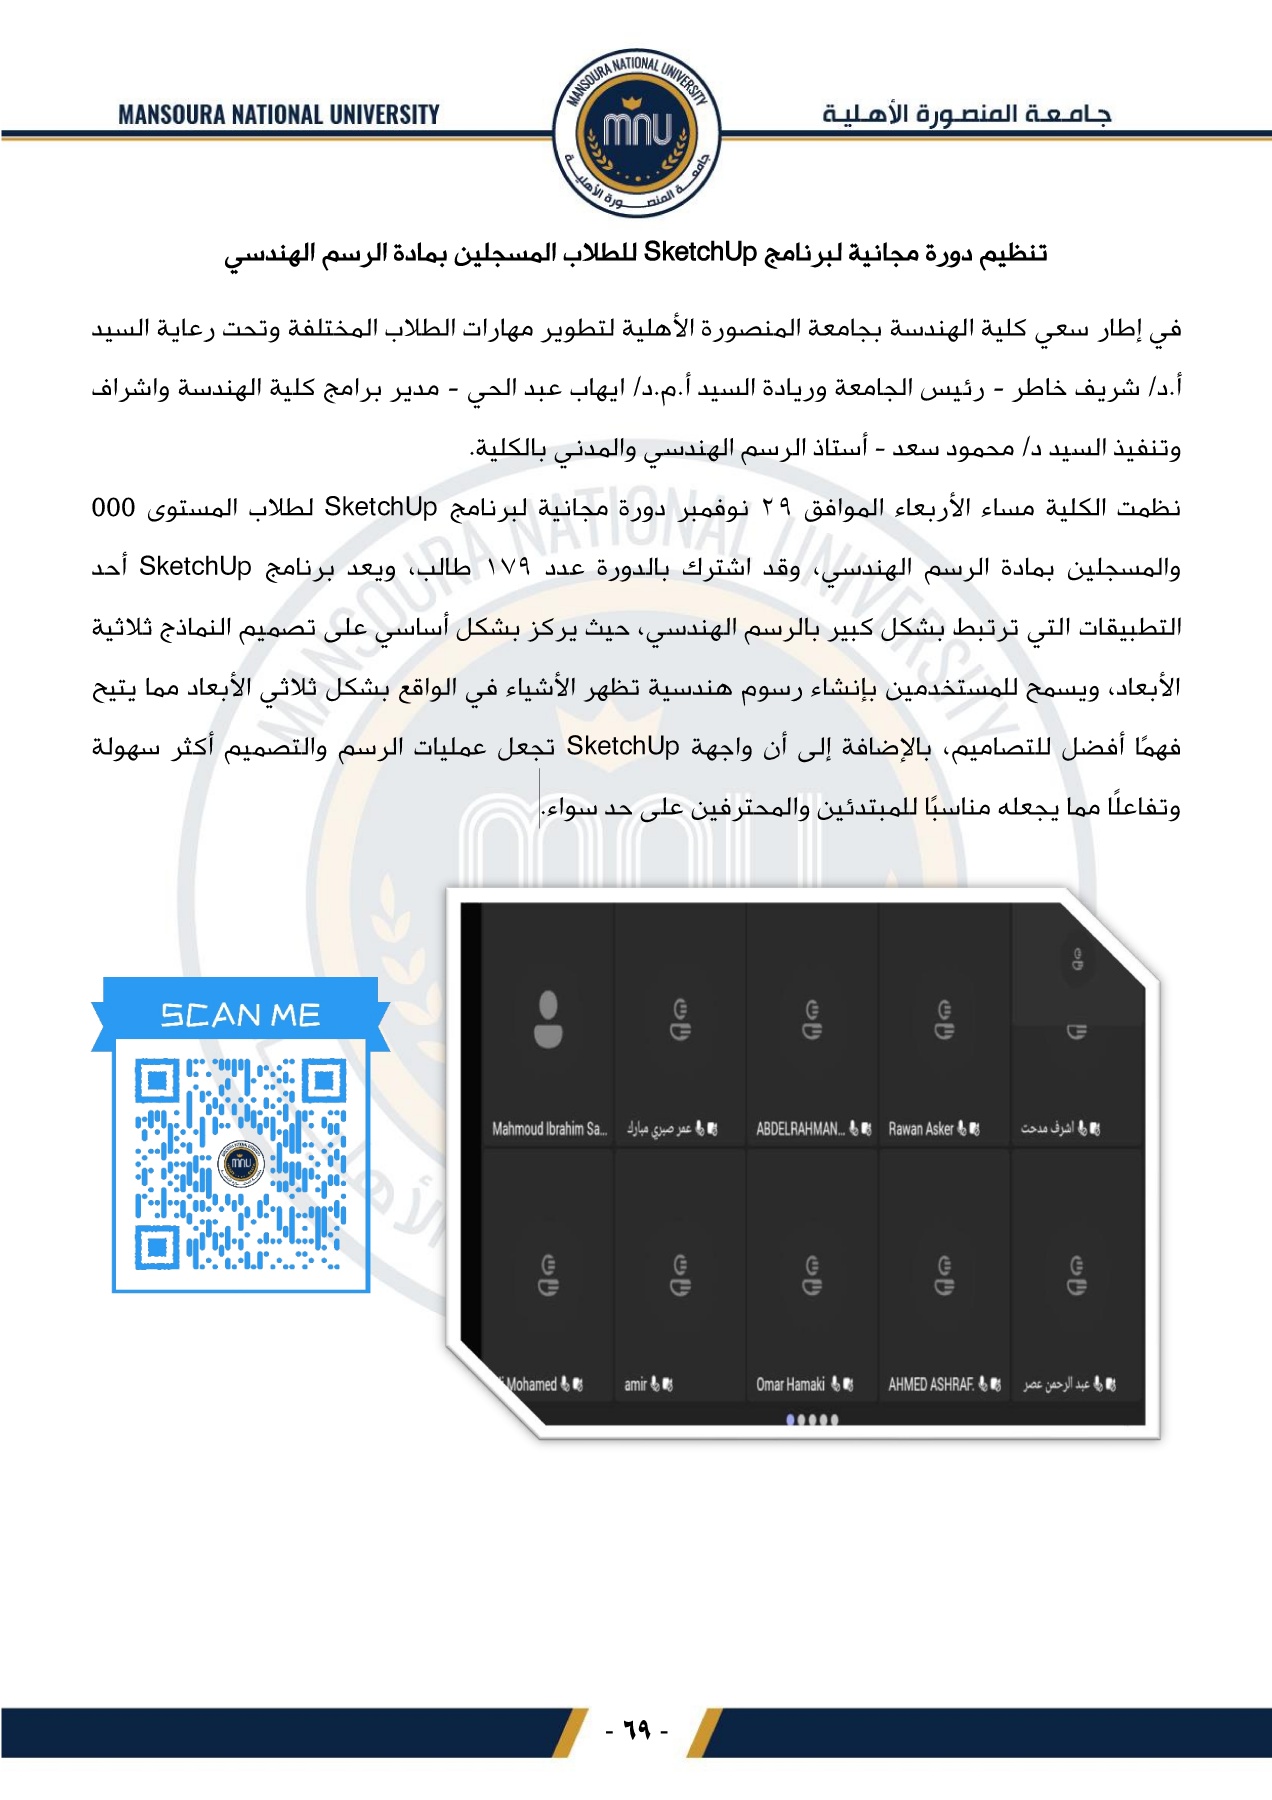 MANSOURA NATIONAL UNIVERSITY
جامعة المنصورة الأهلية
MANSOURA NATIONAL UNIVERSITY
mnu
جامعة المنصورة الأهلية
تنظيم دورة مجانية لبرنامج SketchUp للطلاب المسجلين بمادة الرسم الهندسي
في إطار سعي كلية الهندسة بجامعة المنصورة الأهلية لتطوير مهارات الطلاب المختلفة وتحت رعاية السيد
أ.د/ شريف خاطر - رئيس الجامعة وريادة السيد أ.م.د/ ايهاب عبد الحي - مدير برامج كلية الهندسة واشراف
وتنفيذ السيد د/ محمود سعد - أستاذ الرسم الهندسي والمدني بالكلية.
نظمت الكلية مساء الأربعاء الموافق ٢٩ نوفمبر دورة مجانية لبرنامج SketchUp لطلاب المستوى 000
والمسجلين بمادة الرسم الهندسي، وقد اشترك بالدورة عدد ١٧٩ طالب، ويعد برنامج SketchUp أحد
التطبيقات التي ترتبط بشكل كبير بالرسم الهندسي، حيث يركز بشكل أساسي على تصميم النماذج ثلاثية
الأبعاد، ويسمح للمستخدمين بإنشاء رسوم هندسية تظهر الأشياء في الواقع بشكل ثلاثي الأبعاد مما يتيح
فهمًا أفضل للتصاميم، بالإضافة إلى أن واجهة SketchUp تجعل عمليات الرسم والتصميم أكثر سهولة
وتفاعلًا مما يجعله مناسبًا للمبتدئين والمحترفين على حد سواء.
SCAN ME
mnu
Mahmoud Ibrahim Sa...
عمر صبري مبارك
ABDELRAHMAN...
Rawan Asker
اشرف مدحت
Mohamed
amir
Omar Hamaki
AHMED ASHRAF.
عبد الرحمن عصر
- ٦٩ -